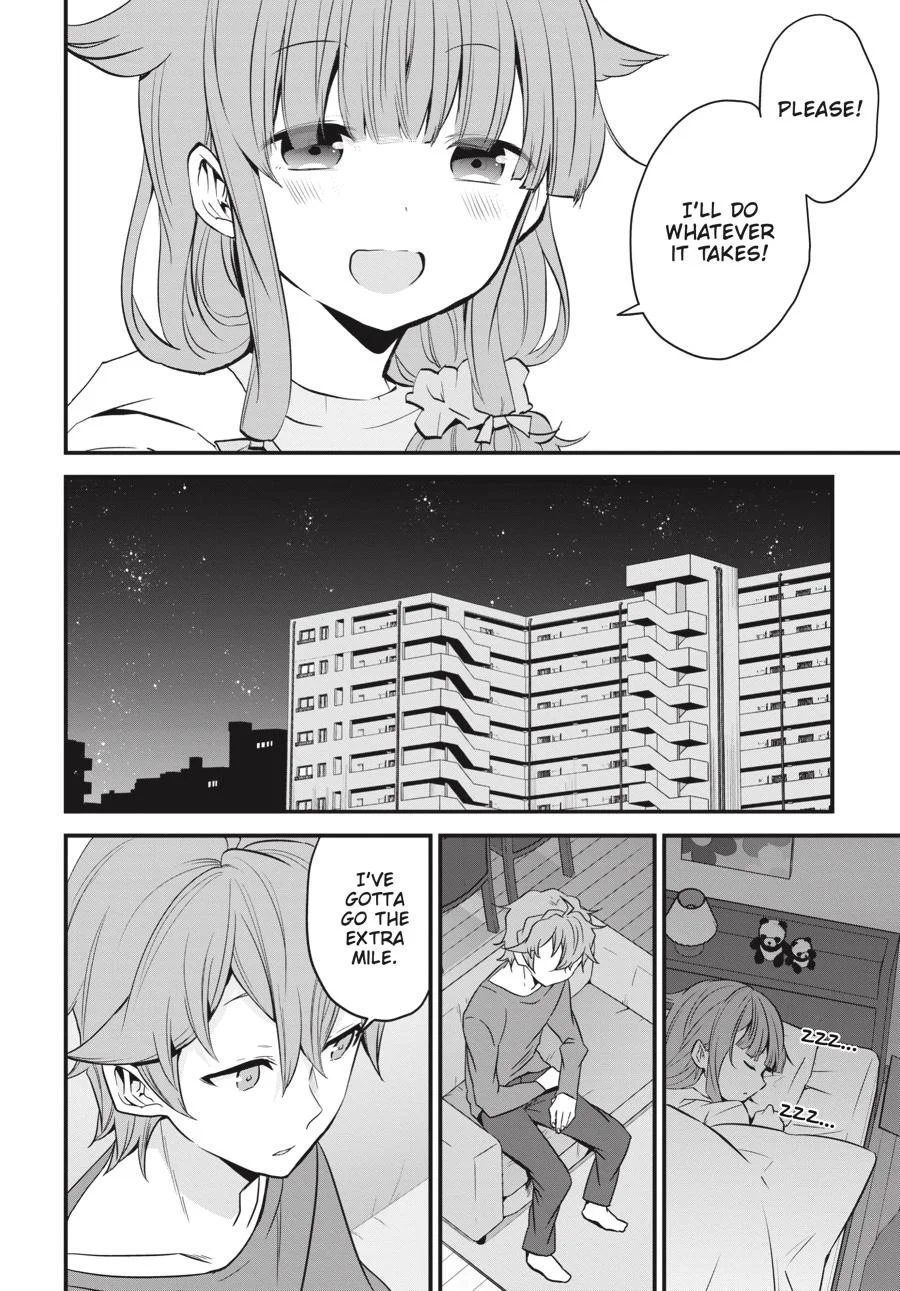 PLEASE!
I'LL DO
WHATEVER
IT TAKES!
ZZZ...
ZZZ...
I'VE
GOTTA
GO THE
EXTRA
MILE.